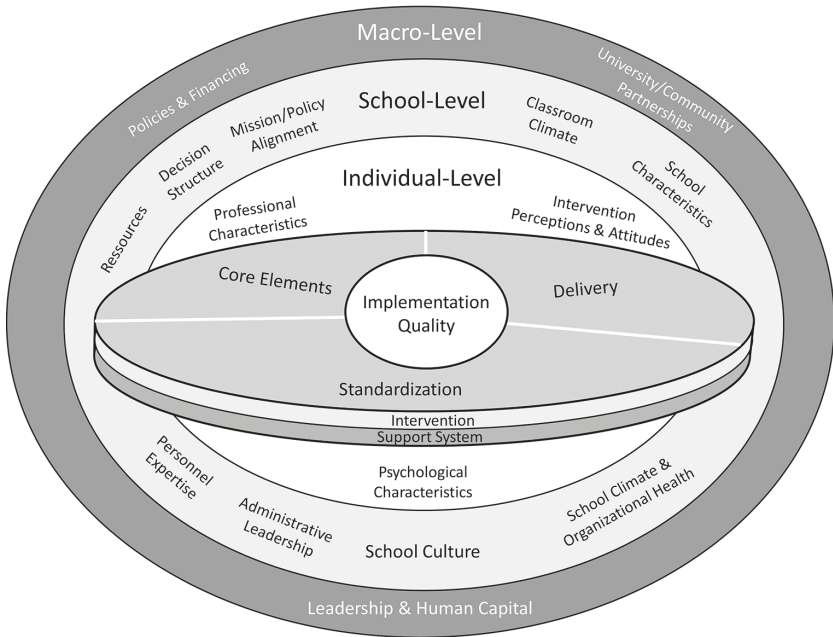 Macro-Level
Policies & Financing
University/Community
Partnerships
School-Level
Mission/Policy
Alignment
Classroom
Climate
Decision
Structure
School
Characteristics
Ressources
Individual-Level
Professional
Characteristics
Intervention
Perceptions & Attitudes
Core Elements
Delivery
Implementation
Quality
Standardization
Intervention
Support System
Psychological
Characteristics
Personnel
Expertise
Administrative
Leadership
School Culture
School Climate &
Organizational Health
Leadership & Human Capital